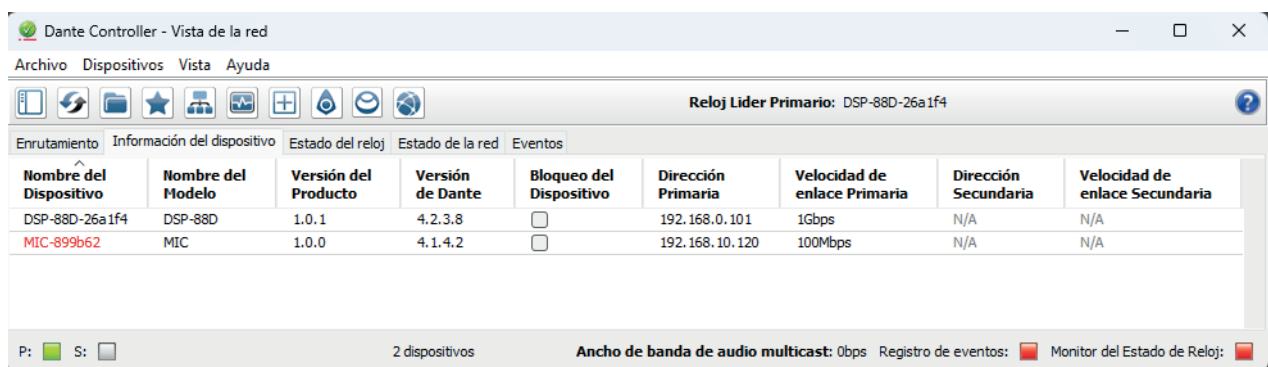 Dante Controller - Vista de la red
Archivo Dispositivos Vista Ayuda
Reloj Lider Primario: DSP-88D-26a1f4
Enrutamiento Información del dispositivo Estado del reloj Estado de la red Eventos
Nombre del Dispositivo Nombre del Modelo Versión del Producto Versión de Dante Bloqueo del Dispositivo Dirección Primaria Velocidad de enlace Primaria Dirección Secundaria Velocidad de enlace Secundaria
DSP-88D-26a1f4 DSP-88D 1.0.1 4.2.3.8 192.168.0.101 1Gbps N/A N/A
MIC-899b62 MIC 1.0.0 4.1.4.2 192.168.10.120 100Mbps N/A N/A
P: S: 2 dispositivos Ancho de banda de audio multicast: 0bps Registro de eventos: Monitor del Estado de Reloj: